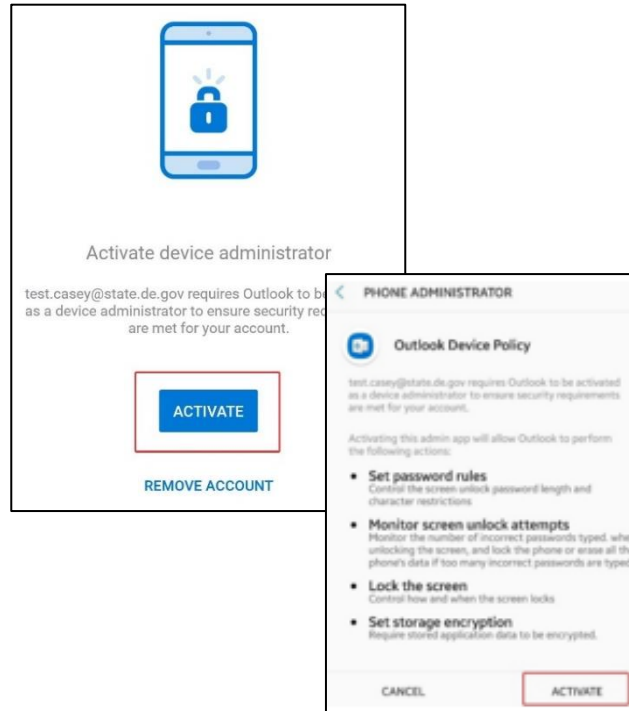 Activate device administrator
test.casey@state.de.gov requires Outlook to be
as a device administrator to ensure security req
are met for your account.
ACTIVATE
REMOVE ACCOUNT
PHONE ADMINISTRATOR
Outlook Device Policy
test.casey@state.de.gov requires Outlook to be activated
as a device administrator to ensure security requirements
are met for your account.
Activating this admin app will allow Outlook to perform
the following actions:
• Set password rules
Control the screen unlock password length and
character restrictions
• Monitor screen unlock attempts
Monitor the number of incorrect passwords typed. whe
unlocking the screen, and lock the phone or erase all th
phone's data if too many incorrect passwords are typed
• Lock the screen
Control how and when the screen locks
• Set storage encryption
Require stored application data to be encrypted.
CANCEL
ACTIVATE